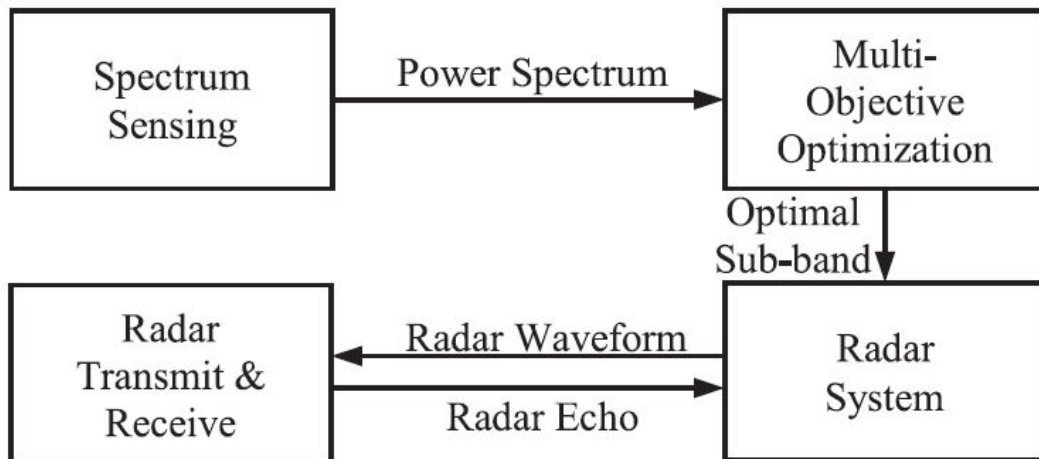 Spectrum
Sensing
Power Spectrum
Multi-
Objective
Optimization
Optimal
Sub-band
Radar
Transmit &
Receive
Radar Waveform
Radar Echo
Radar
System